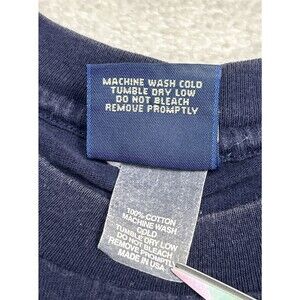 MACHINE WASH COLD
TUMBLE DRY LOW
DO NOT BLEACH
REMOVE PROMPTLY
100% COTTON
MACHINE WASH
COLD
TUMBLE DRY LOW
DO NOT BLEACH
REMOVE PROMPTLY
MADE IN USA